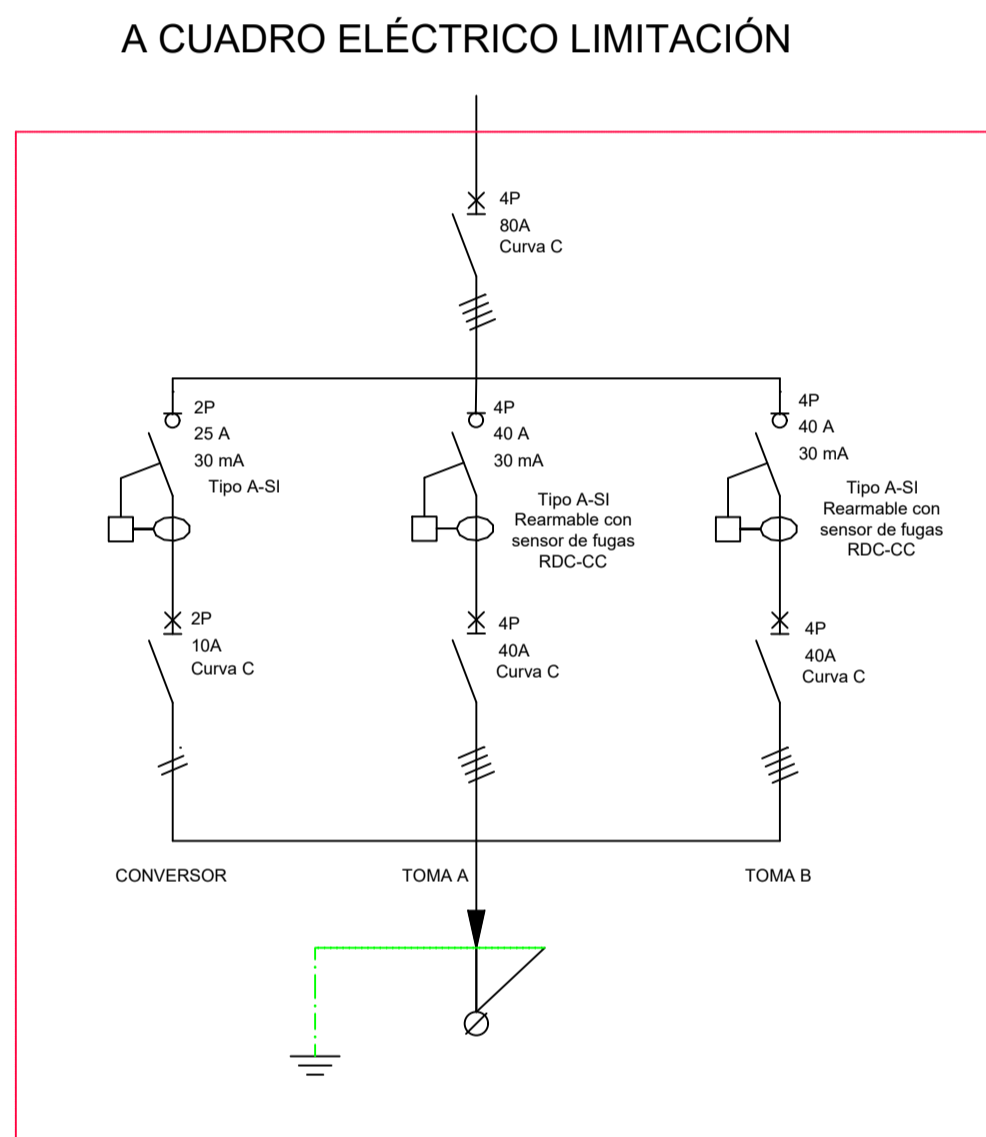 A CUADRO ELÉCTRICO LIMITACIÓN
4P
80A
Curva C
2P
25 A
30 mA
Tipo A-SI
4P
40 A
30 mA
Tipo A-SI
Rearmable con
sensor de fugas
RDC-CC
4P
40 A
30 mA
Tipo A-SI
Rearmable con
sensor de fugas
RDC-CC
2P
10A
Curva C
4P
40A
Curva C
4P
40A
Curva C
CONVERSOR
TOMA A
TOMA B